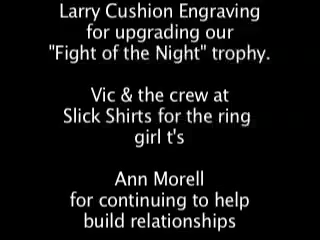 Larry Cushion Engraving
for upgrading our
"Fight of the Night" trophy.
Vic & the crew at
Slick Shirts for the ring
girl t's
Ann Morell
for continuing to help
build relationships